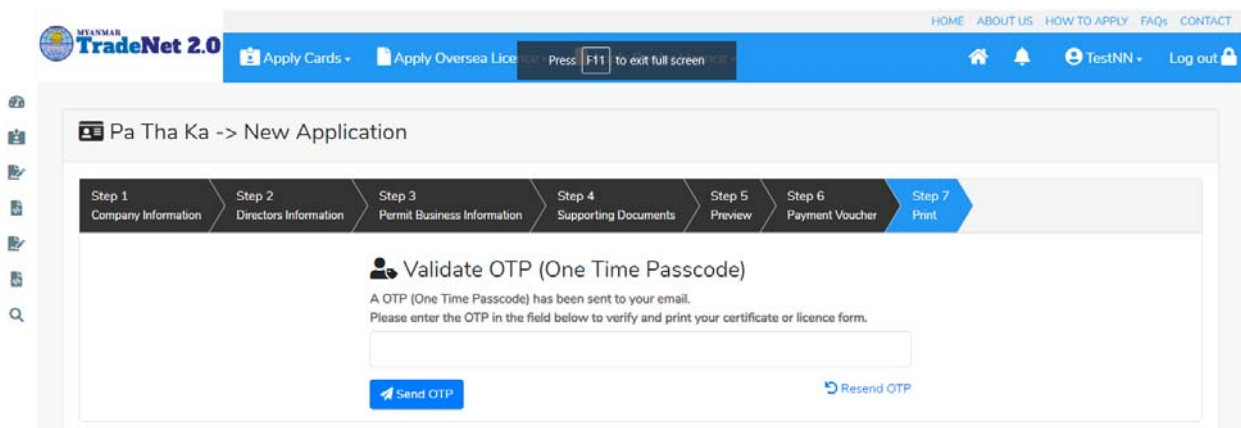 HOME ABOUT US HOW TO APPLY FAQs CONTACT
MYANMAR
TradeNet 2.0
Apply Cards
Apply Oversea Lice
Press F11 to exit full screen
TestNN
Log out
Pa Tha Ka -> New Application
Step 1
Company Information
Step 2
Directors Information
Step 3
Permit Business Information
Step 4
Supporting Documents
Step 5
Preview
Step 6
Payment Voucher
Step 7
Print
Validate OTP (One Time Passcode)
A OTP (One Time Passcode) has been sent to your email.
Please enter the OTP in the field below to verify and print your certificate or licence form.
Send OTP
Resend OTP